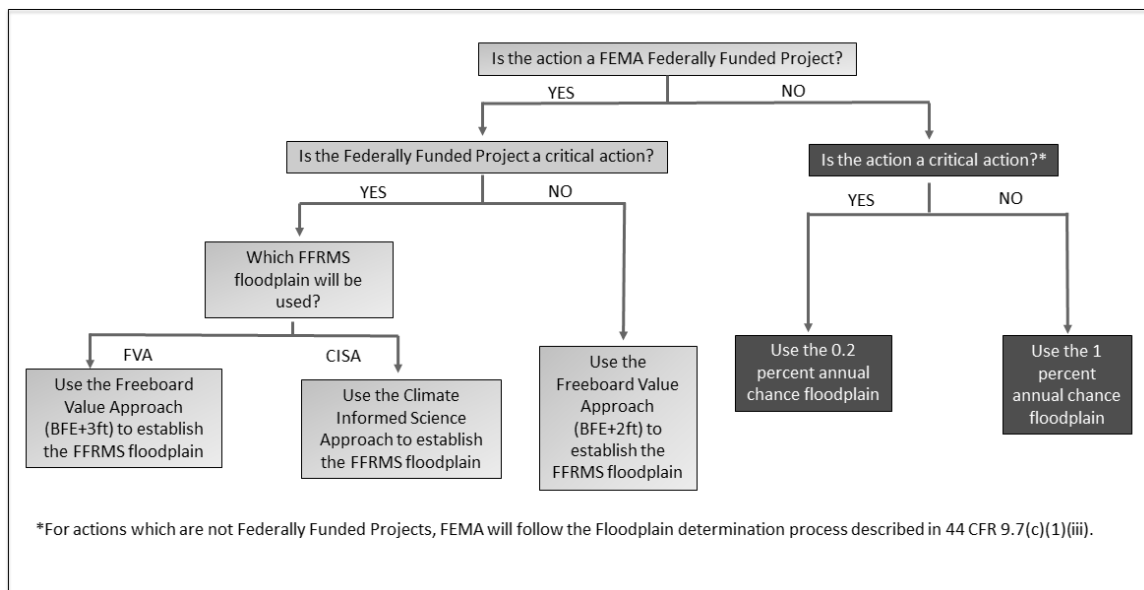 Is the action a FEMA Federally Funded Project?
YES
NO
Is the Federally Funded Project a critical action?
Is the action a critical action?*
YES
NO
YES
NO
Which FFRMS
floodplain will be
used?
FVA
CISA
Use the Freeboard
Value Approach
(BFE+3ft) to establish
the FFRMS floodplain
Use the Climate
Informed Science
Approach to establish
the FFRMS floodplain
Use the
Freeboard Value
Approach
(BFE+2ft) to
establish the
FFRMS floodplain
Use the 0.2
percent annual
chance floodplain
Use the 1
percent
annual chance
floodplain
*For actions which are not Federally Funded Projects, FEMA will follow the Floodplain determination process described in 44 CFR 9.7(c)(1)(iii).